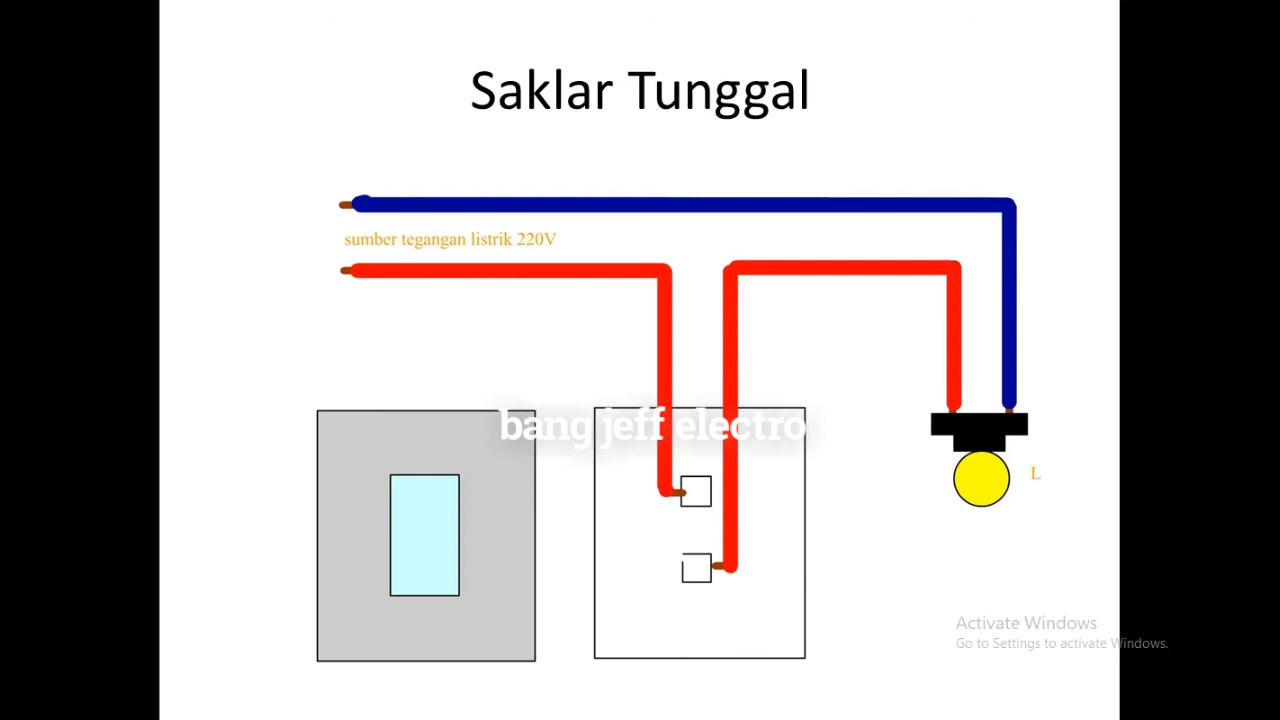 Saklar Tunggal
sumber tegangan listrik 220V
bang jeff electro
L
Activate Windows
Go to Settings to activate Windows.